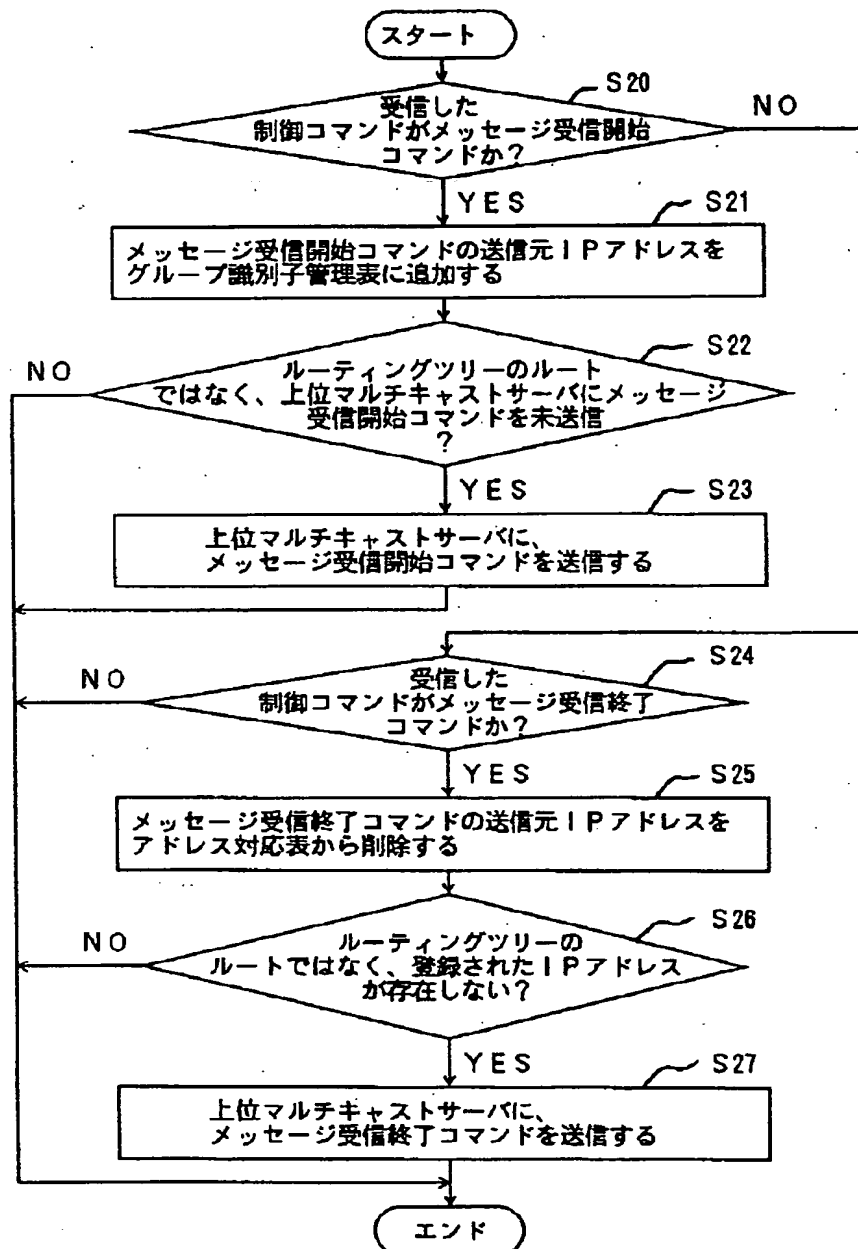 スタート
S20
受信した
制御コマンドがメッセージ受信開始
コマンドか？
NO
YES
S21
メッセージ受信開始コマンドの送信元ＩＰアドレスを
グループ識別子管理表に追加する
S22
NO
ルーティングツリーのルート
ではなく、上位マルチキャストサーバにメッセージ
受信開始コマンドを未送信
？
YES
S23
上位マルチキャストサーバに、
メッセージ受信開始コマンドを送信する
S24
NO
受信した
制御コマンドがメッセージ受信終了
コマンドか？
YES
S25
メッセージ受信終了コマンドの送信元ＩＰアドレスを
アドレス対応表から削除する
S26
NO
ルーティングツリーの
ルートではなく、登録されたＩＰアドレス
が存在しない？
YES
S27
上位マルチキャストサーバに、
メッセージ受信終了コマンドを送信する
エンド